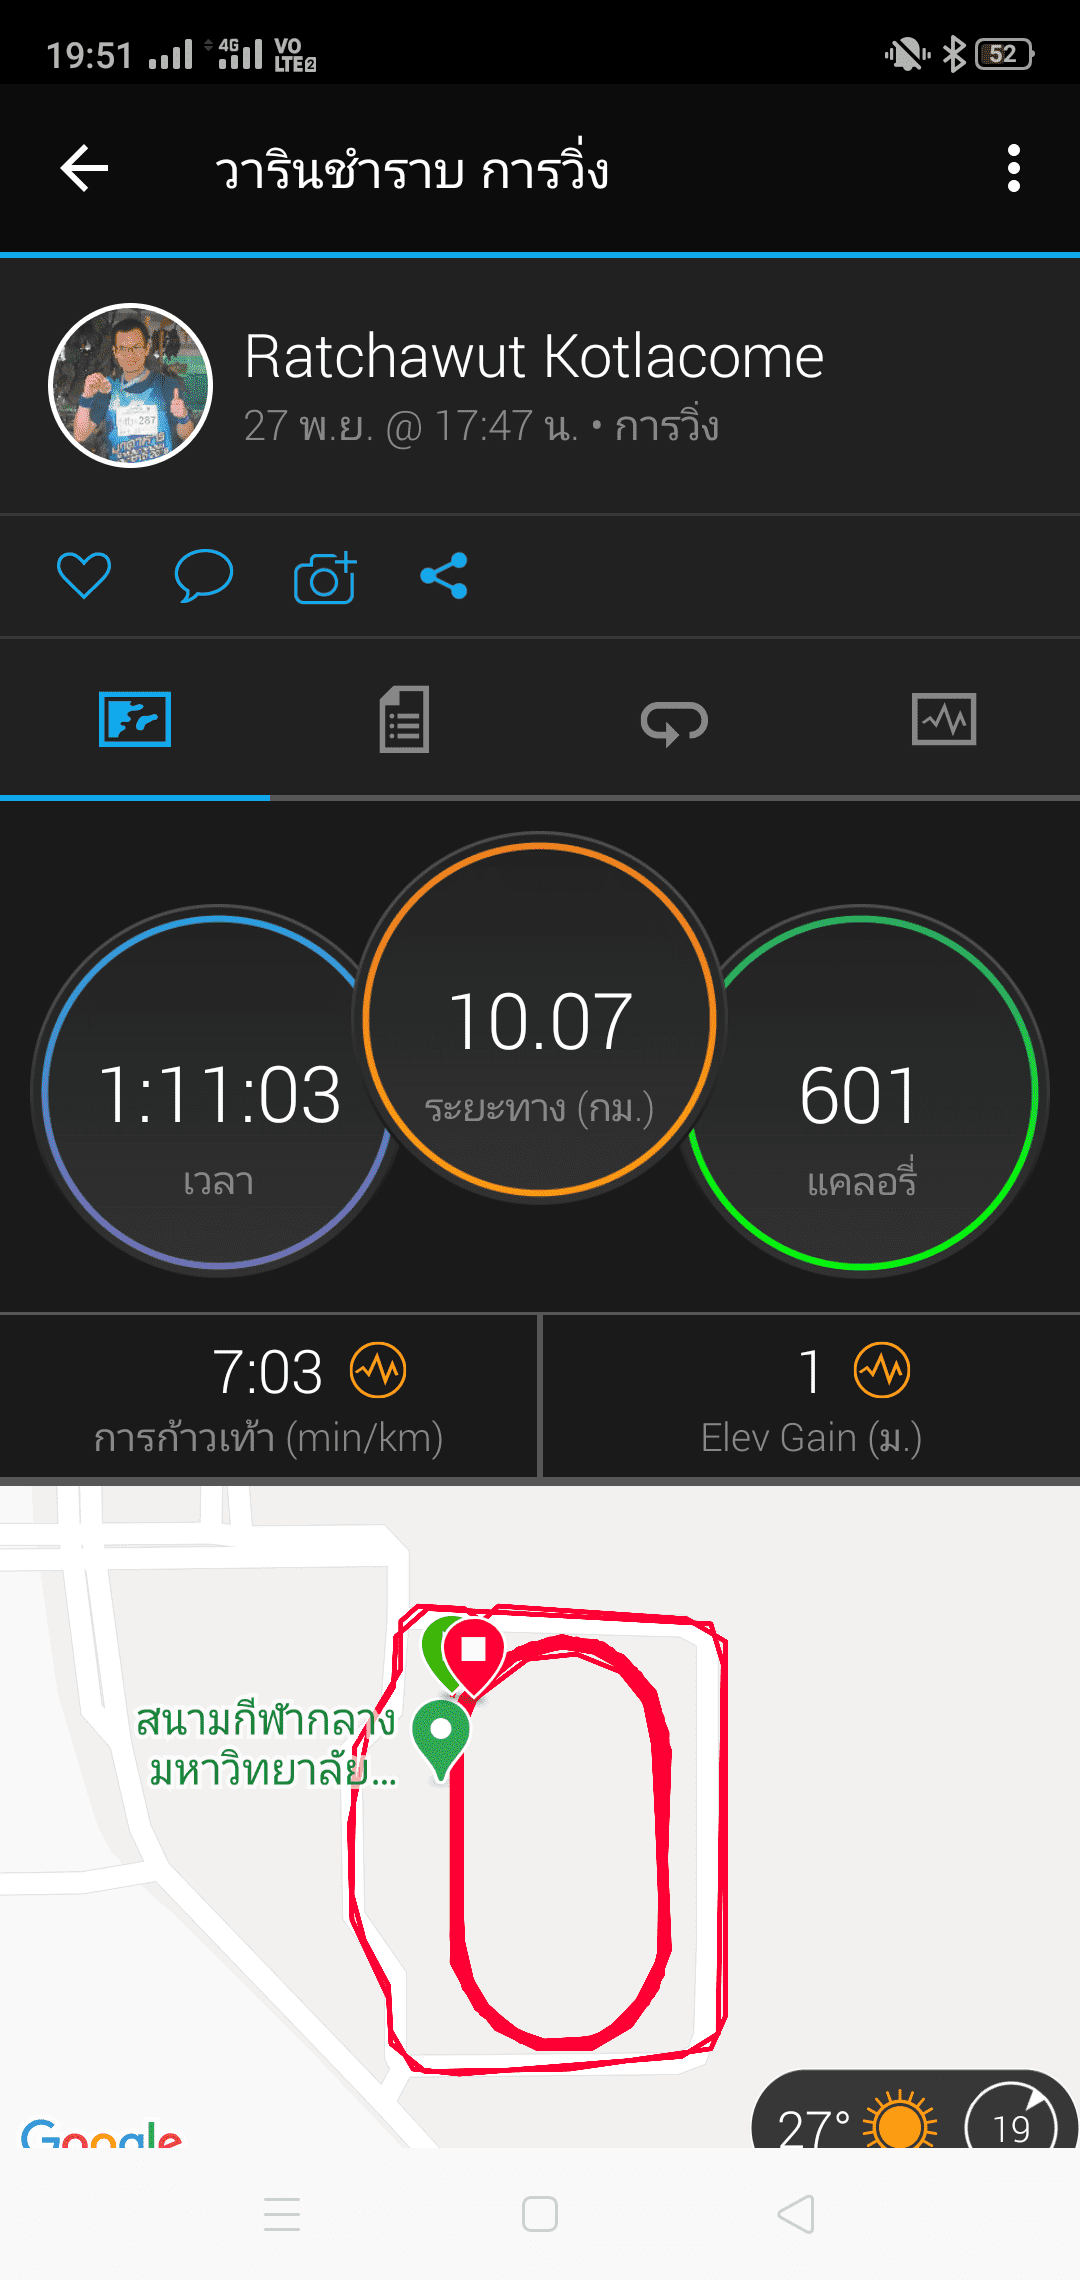 19:51 4G VO LTE2 52
วารินชำราบ การวิ่ง
Ratchawut Kotlacome
27 พ.ย. @ 17:47 น. • การวิ่ง
1:11:03
เวลา
10.07
ระยะทาง (กม.)
601
แคลอรี่
7:03
การก้าวเท้า (min/km)
1
Elev Gain (ม.)
สนามกีฬากลาง
มหาวิทยาลัย...
Google
27° 19